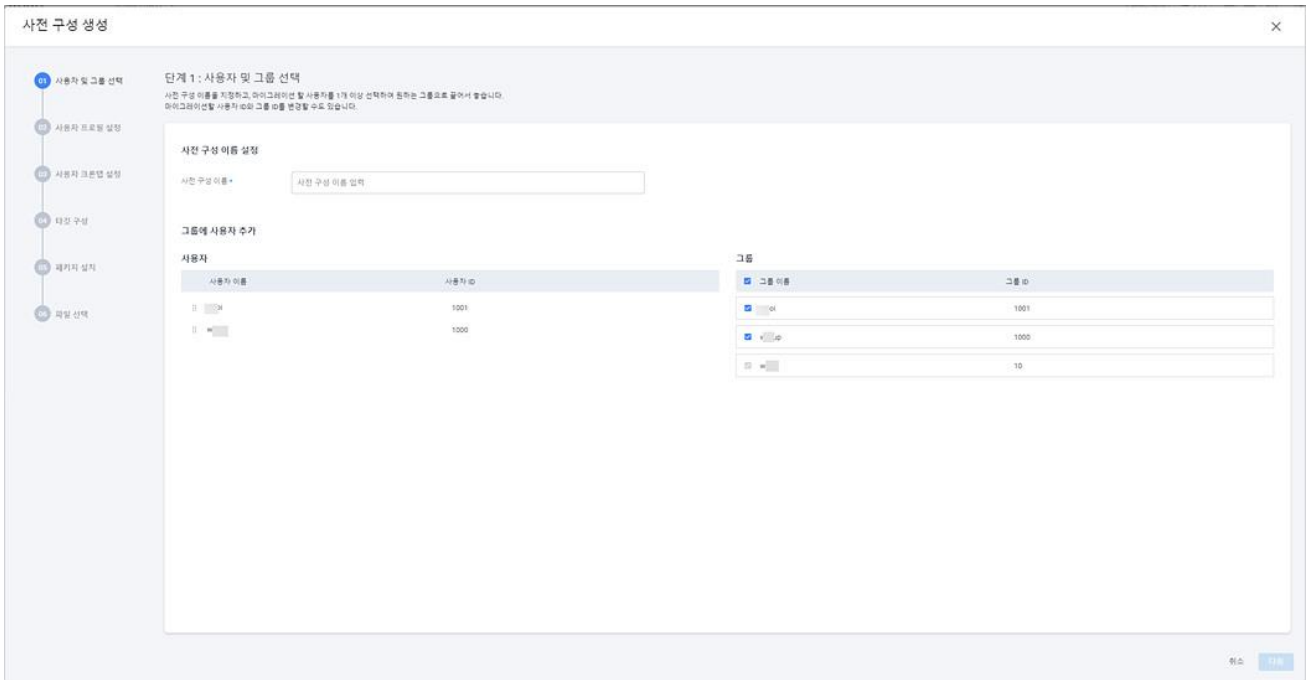 사전 구성 생성
01 사용자 및 그룹 선택
02 사용자 프로필 설정
03 사용자 크론탭 설정
04 타깃 구성
05 패키지 설치
06 파일 선택
단계 1 : 사용자 및 그룹 선택
사전 구성 이름을 지정하고, 마이그레이션 할 사용자를 1개 이상 선택하여 원하는 그룹으로 끌어서 놓습니다.
마이그레이션할 사용자 ID와 그룹 ID를 변경할 수도 있습니다.
사전 구성 이름 설정
사전 구성 이름 *
사전 구성 이름 입력
그룹에 사용자 추가
사용자
사용자 이름 사용자 ID
1001
1000
그룹
그룹 이름 그룹 ID
1001
1000
10
취소 다음